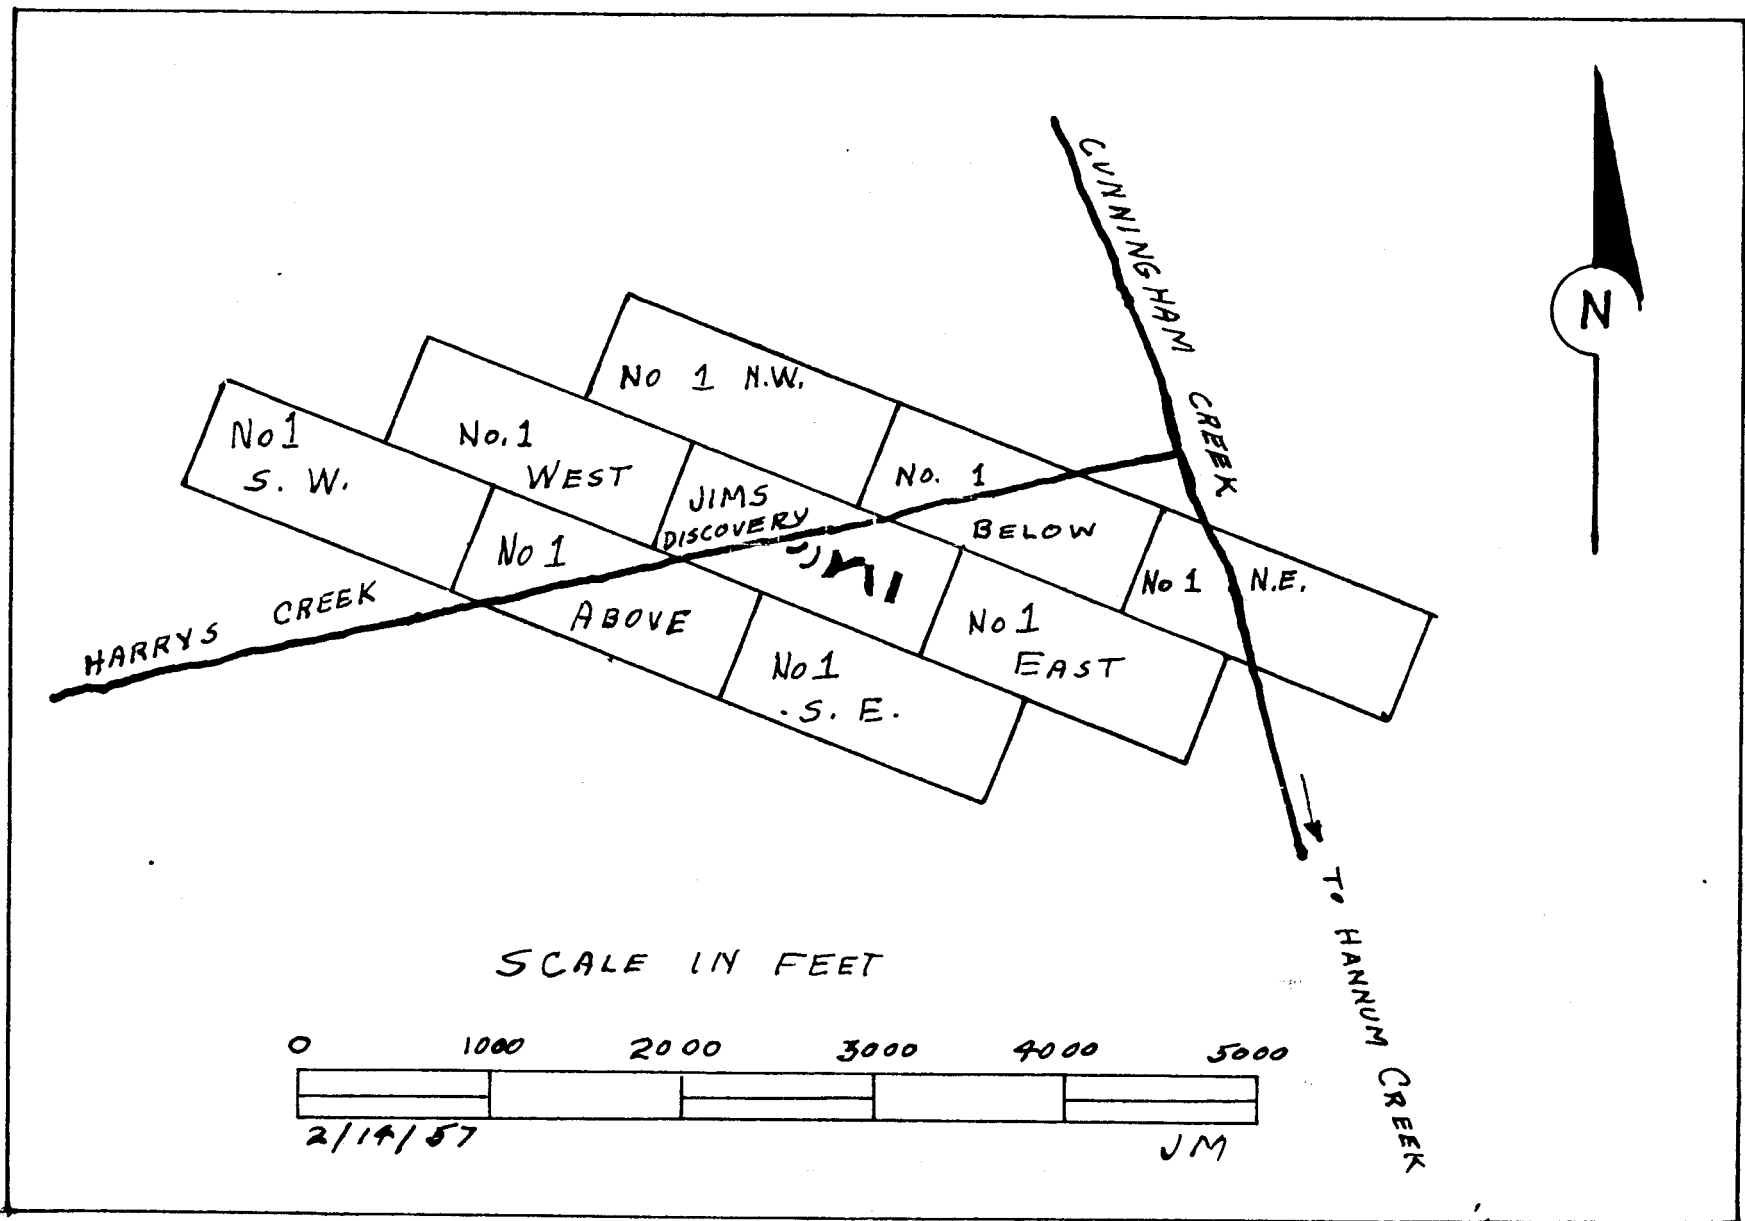 CUNNINGHAM CREEK
N
No 1 N.W.
No 1
S. W.
No. 1
WEST
JIMS
DISCOVERY
No. 1
BELOW
No 1 N.E.
No 1
ABOVE
No 1
EAST
No 1
S. E.
HARRYS CREEK
TO HANNUM CREEK
SCALE IN FEET
0 1000 2000 3000 4000 5000
2/14/57 JM